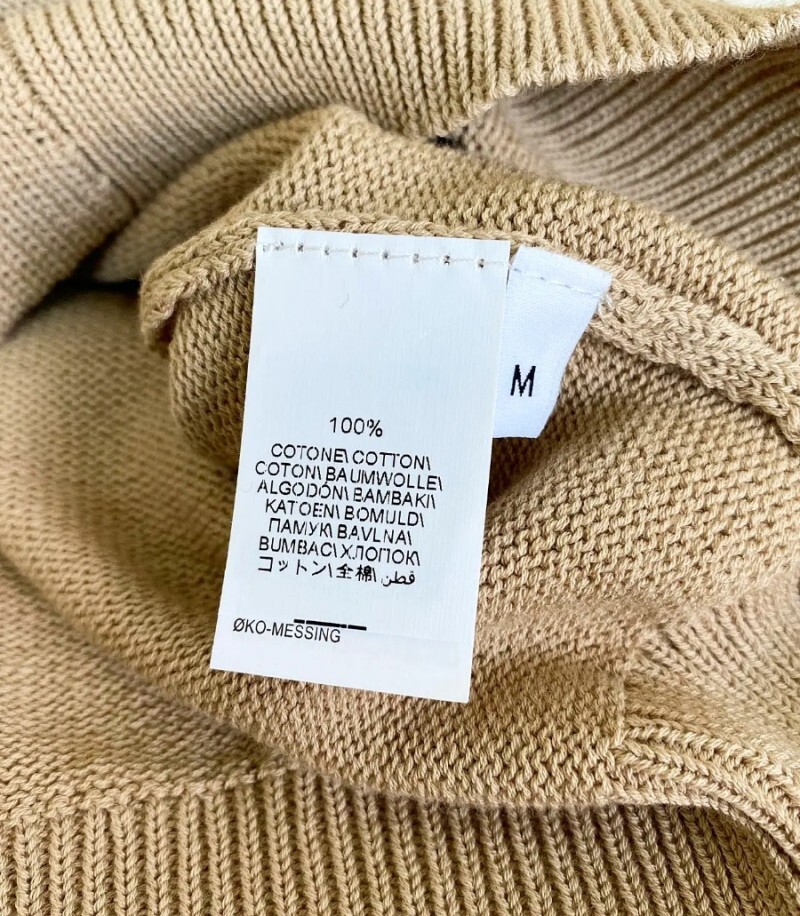 100%
COTONE\ COTTON\
COTON\ BAUMWOLLE\
ALGODÓN\ BAMBAKI\
KATOEN\ BOMULD\
ПАМУК\ BAVLNA\
BUMBAC\ ХЛОПОК\
コットン\ 全棉\ قطن
ØKO-MESSING
M